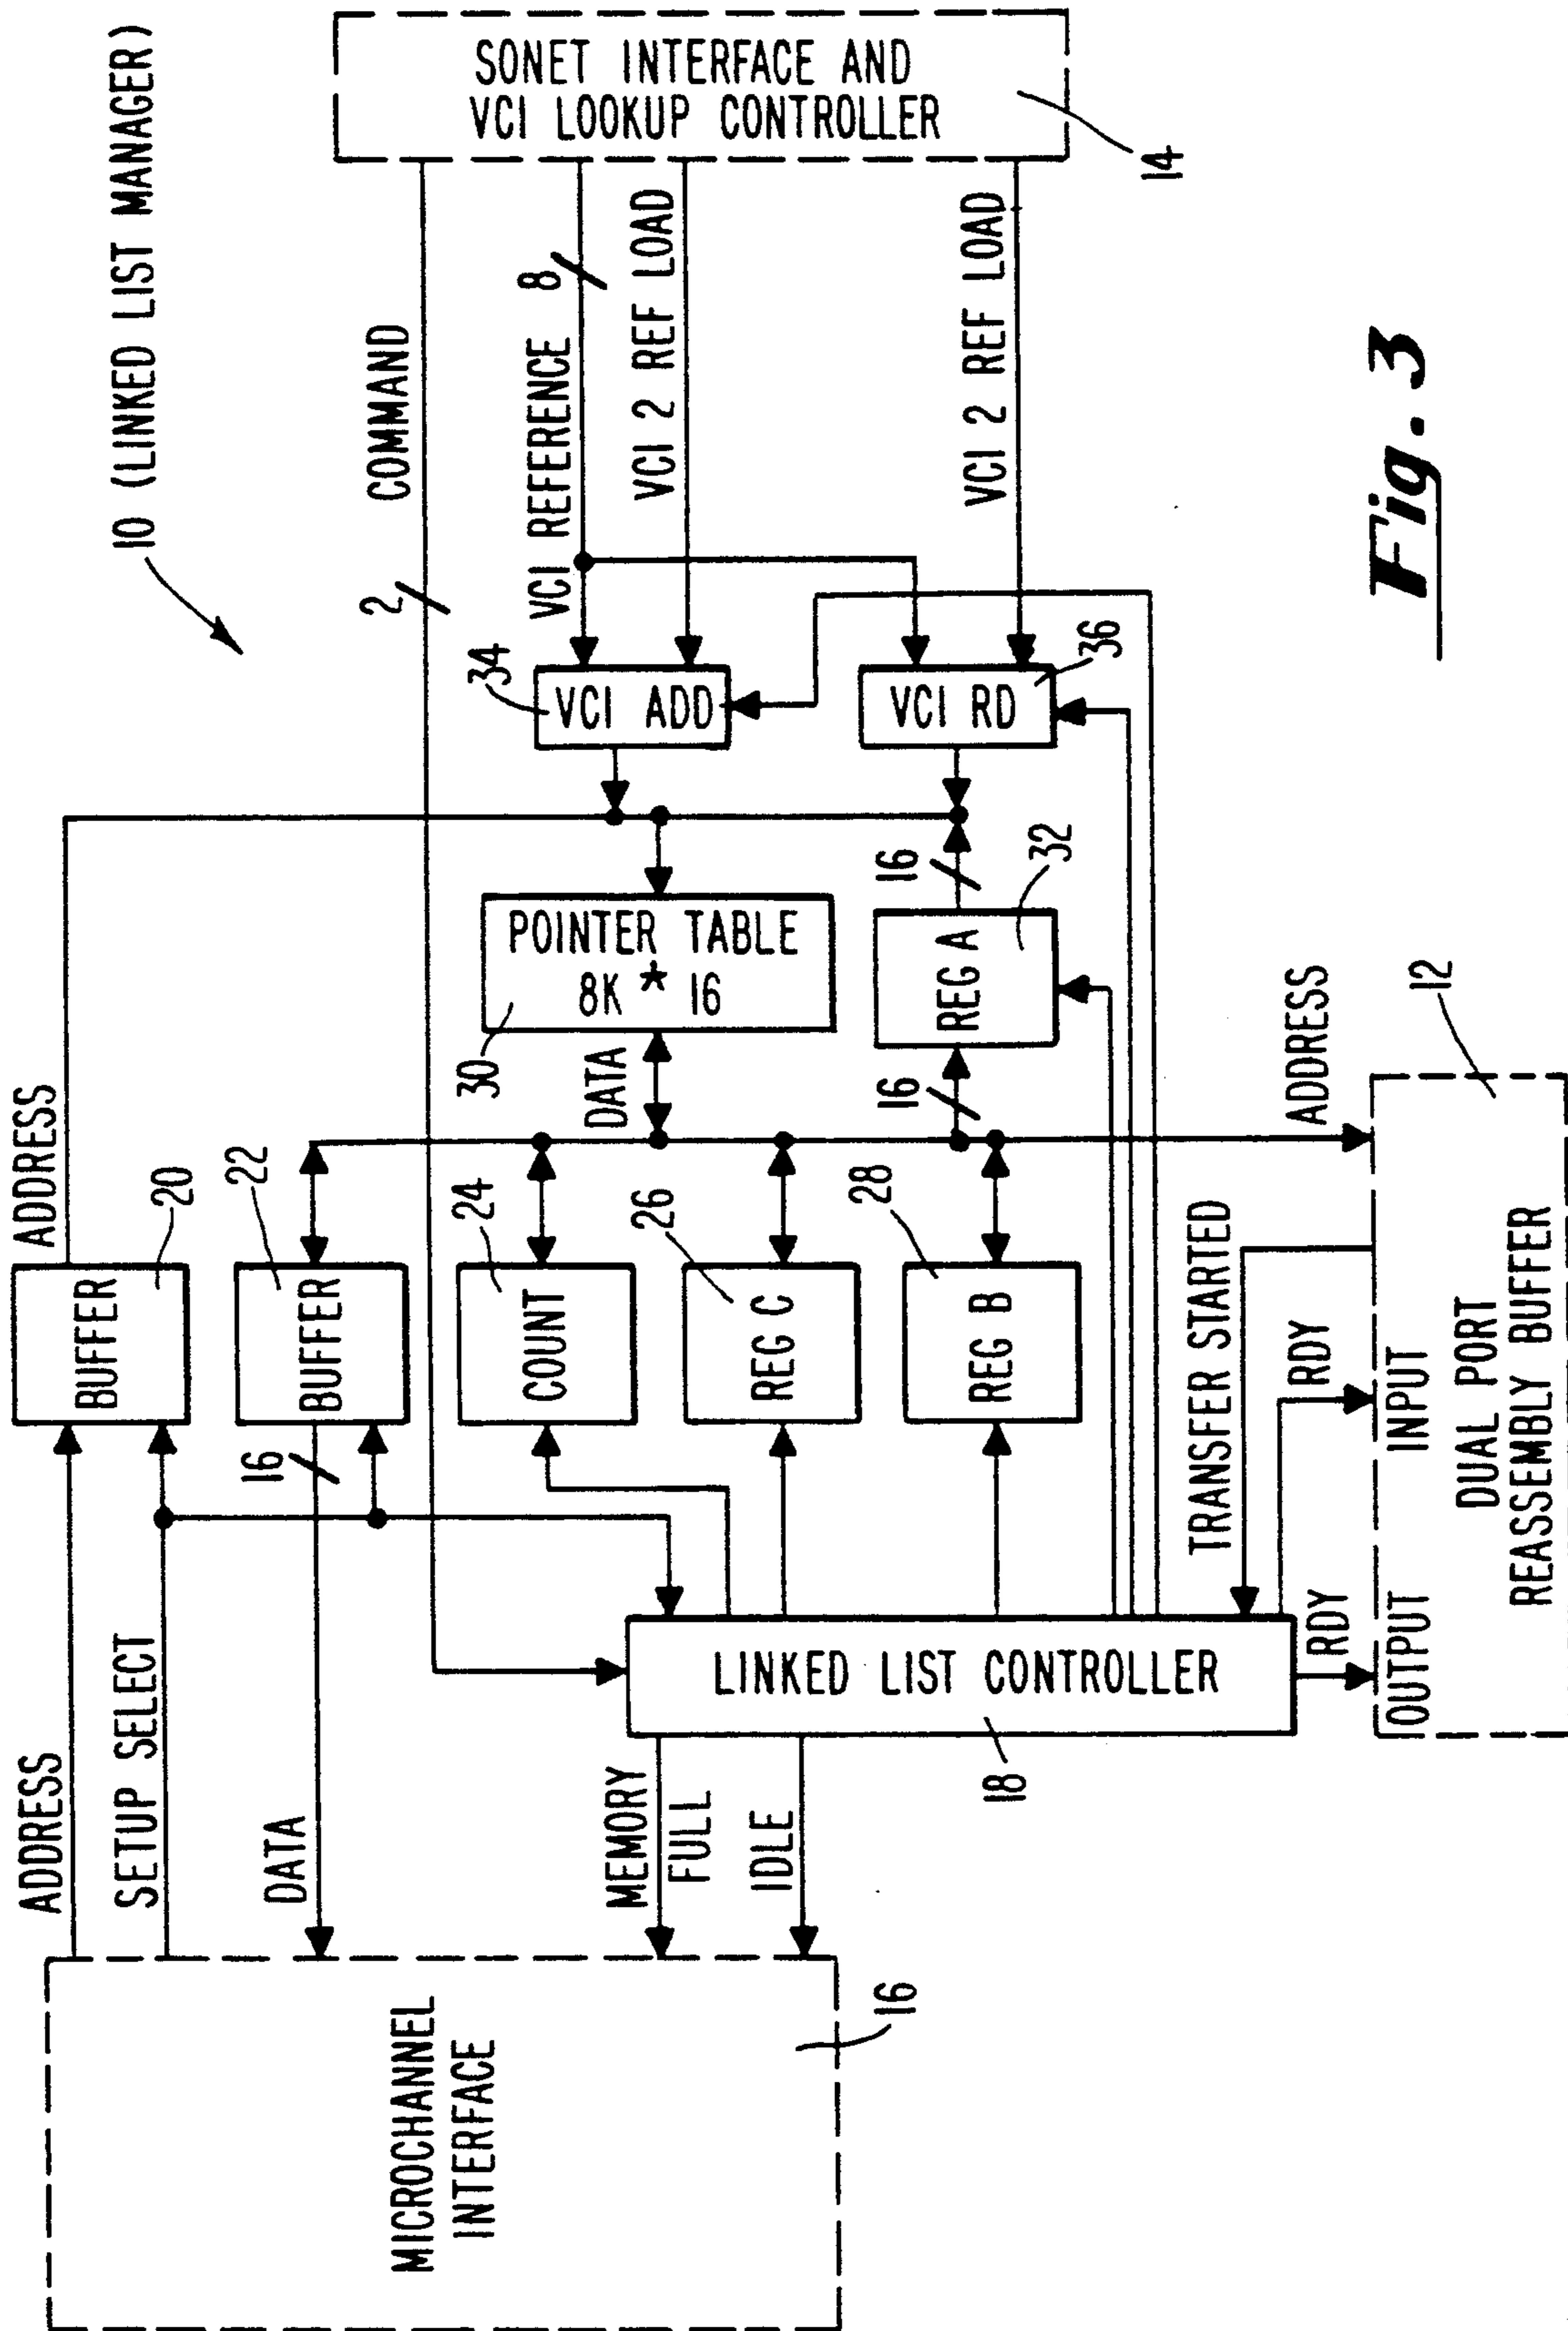 10 (LINKED LIST MANAGER)
SONET INTERFACE AND
VCI LOOKUP CONTROLLER
14
COMMAND
2
VCI REFERENCE
8
VCI 2 REF LOAD
VCI 2 REF LOAD
34
VCI ADD
VCI RD
36
ADDRESS
POINTER TABLE
8K * 16
30
16
REG A
32
DATA
16
ADDRESS
BUFFER
20
BUFFER
22
COUNT
24
REG C
26
REG B
28
16
TRANSFER STARTED
RDY
RDY
12
INPUT
OUTPUT
DUAL PORT
REASSEMBLY BUFFER
LINKED LIST CONTROLLER
18
ADDRESS
SETUP SELECT
DATA
MEMORY
FULL
IDLE
MICROCHANNEL
INTERFACE
16
Fig. 3